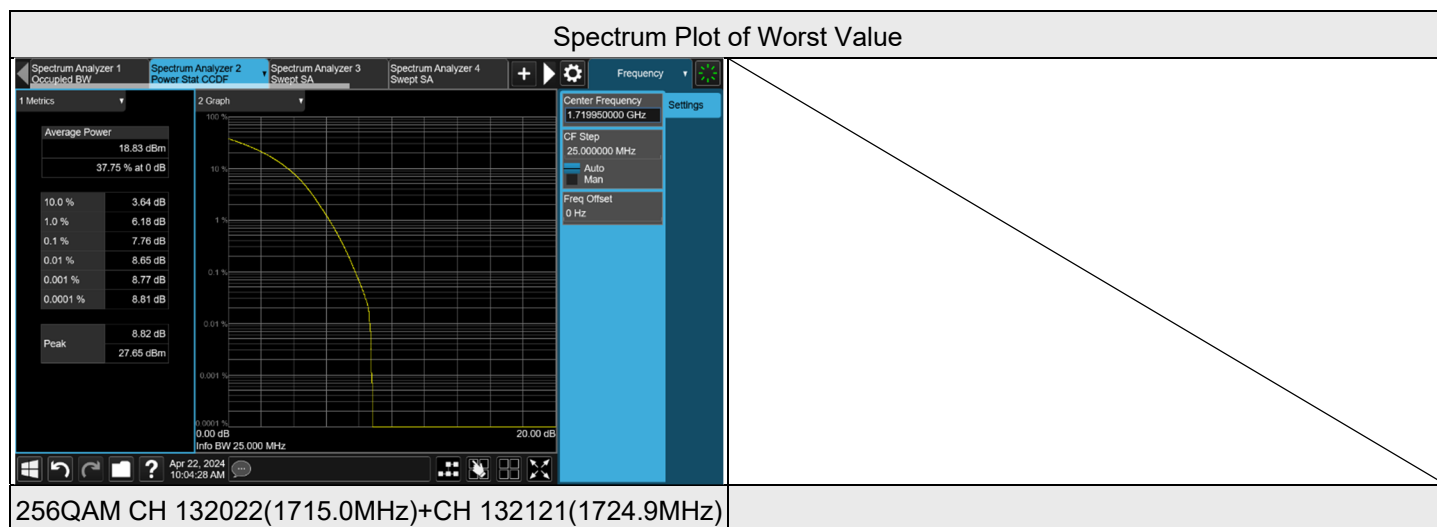 Spectrum Plot of Worst Value
Spectrum Analyzer 1
Occupied BW
Spectrum Analyzer 2
Power Stat CCDF
Spectrum Analyzer 3
Swept SA
Spectrum Analyzer 4
Swept SA
+
Frequency
1 Metrics
2 Graph
Average Power
18.83 dBm
37.75 % at 0 dB
10.0 % 3.64 dB
1.0 % 6.18 dB
0.1 % 7.76 dB
0.01 % 8.65 dB
0.001 % 8.77 dB
0.0001 % 8.81 dB
Peak
8.82 dB
27.65 dBm
100 %
10 %
1 %
0.1 %
0.01 %
0.001 %
0.0001 %
0.00 dB
20.00 dB
Info BW 25.000 MHz
Center Frequency
1.719950000 GHz
Settings
CF Step
25.000000 MHz
Auto
Man
Freq Offset
0 Hz
?
Apr 22, 2024
10:04:28 AM
256QAM CH 132022(1715.0MHz)+CH 132121(1724.9MHz)